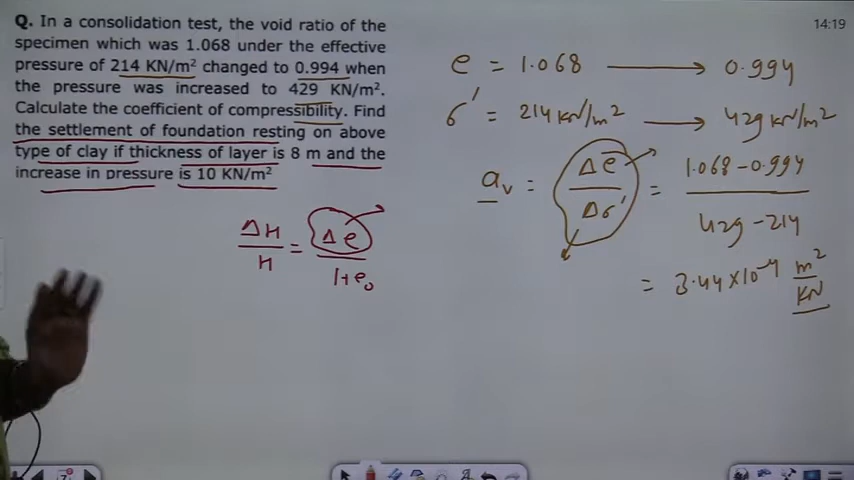 Q. In a consolidation test, the void ratio of the
specimen which was 1.068 under the effective
pressure of 214 KN/m² changed to 0.994 when
the pressure was increased to 429 KN/m².
Calculate the coefficient of compressibility. Find
the settlement of foundation resting on above
type of clay if thickness of layer is 8 m and the
increase in pressure is 10 KN/m²
14:19
e = 1.068 → 0.994
σ' = 214 kN/m² → 429 kN/m²
a_v = Δe / Δσ' = (1.068 - 0.994) / (429 - 214)
= 3.44 × 10⁻⁴ m²/KN
ΔH / H = Δe / (1+e₀)